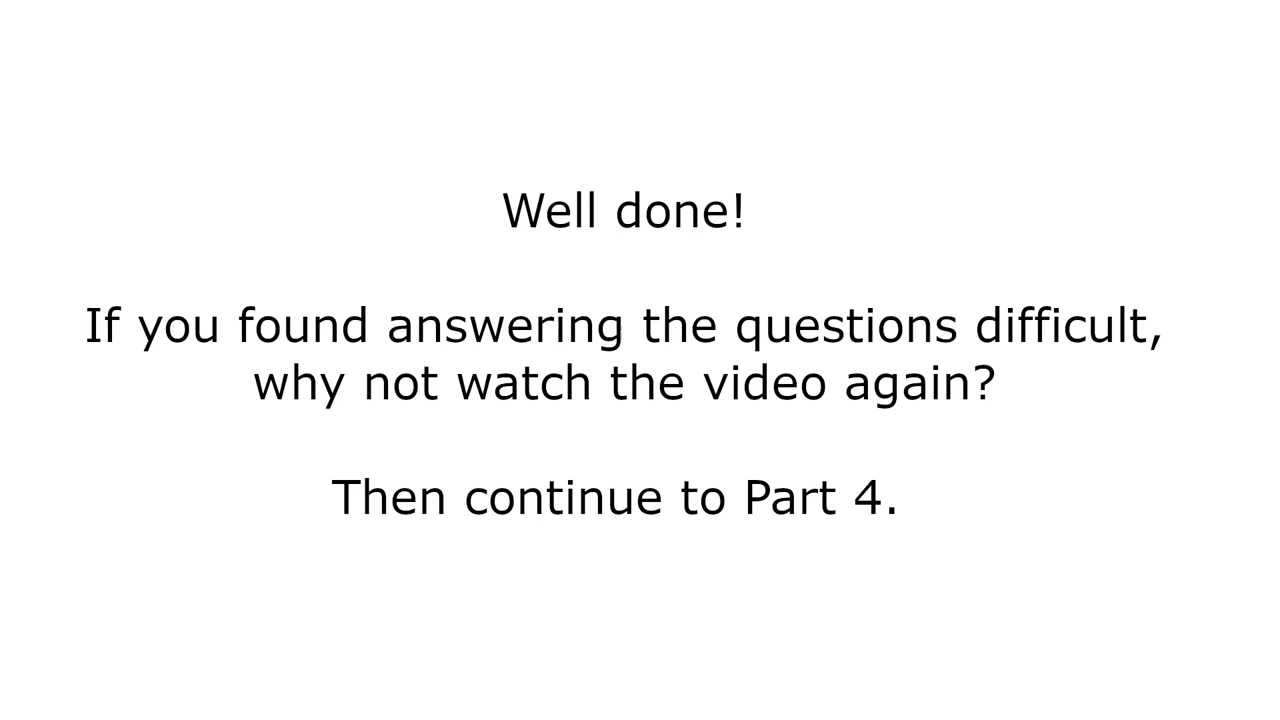 Well done!
If you found answering the questions difficult,
why not watch the video again?
Then continue to Part 4.